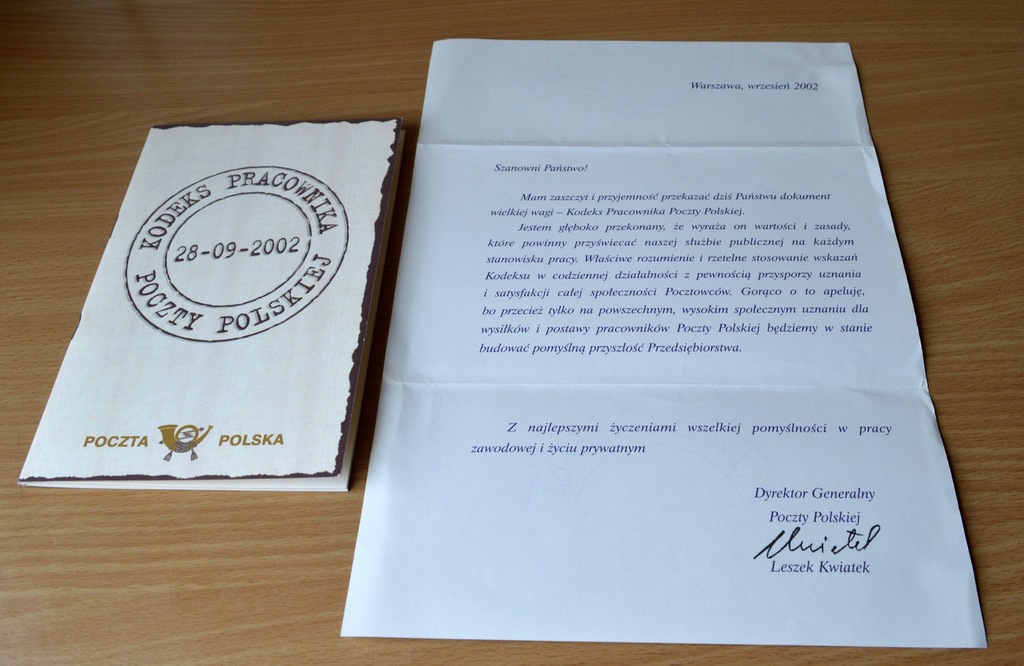 KODEKS PRACOWNIKA
28-09-2002
POCZTY POLSKIEJ
POCZTA POLSKA
Warszawa, wrzesień 2002
Szanowni Państwo!
Mam zaszczyt i przyjemność przekazać dziś Państwu dokument
wielkiej wagi – Kodeks Pracownika Poczty Polskiej.
Jestem głęboko przekonany, że wyraża on wartości i zasady,
które powinny przyświecać naszej służbie publicznej na każdym
stanowisku pracy. Właściwe rozumienie i rzetelne stosowanie wskazań
Kodeksu w codziennej działalności z pewnością przysporzy uznania
i satysfakcji całej społeczności Pocztowców. Gorąco o to apeluję,
bo przecież tylko na powszechnym, wysokim społecznym uznaniu dla
wysiłków i postawy pracowników Poczty Polskiej będziemy w stanie
budować pomyślną przyszłość Przedsiębiorstwa.
Z najlepszymi życzeniami wszelkiej pomyślności w pracy
zawodowej i życiu prywatnym
Dyrektor Generalny
Poczty Polskiej
Kwiatek
Leszek Kwiatek